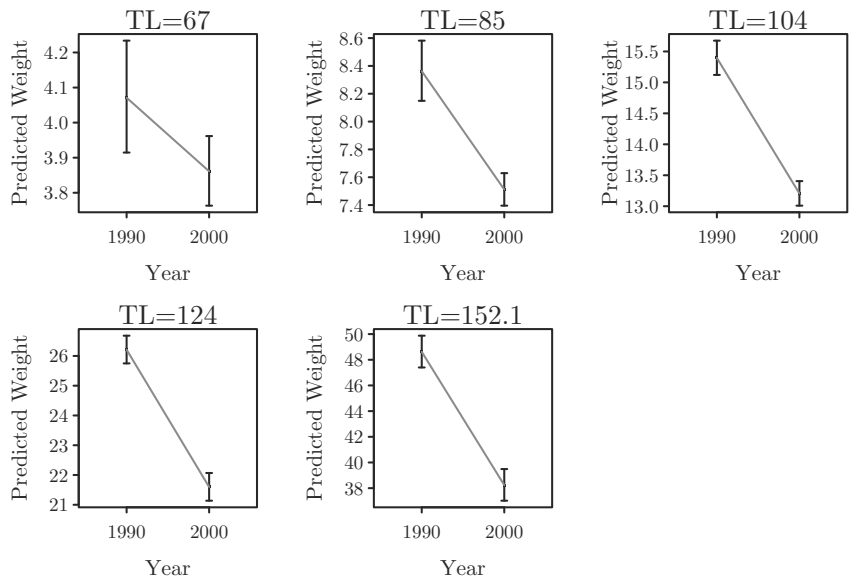 TL=67
Predicted Weight
4.2
4.1
4.0
3.9
3.8
1990 2000
Year
TL=85
Predicted Weight
8.6
8.4
8.2
8.0
7.8
7.6
7.4
1990 2000
Year
TL=104
Predicted Weight
15.5
15.0
14.5
14.0
13.5
13.0
1990 2000
Year
TL=124
Predicted Weight
26
25
24
23
22
21
1990 2000
Year
TL=152.1
Predicted Weight
50
48
46
44
42
40
38
1990 2000
Year